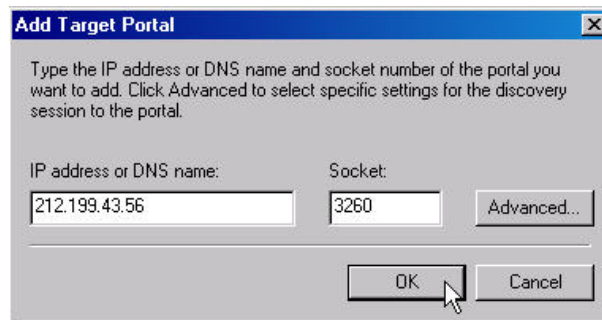 Add Target Portal
Type the IP address or DNS name and socket number of the portal you
want to add. Click Advanced to select specific settings for the discovery
session to the portal.
IP address or DNS name: Socket:
212.199.43.56 3260 Advanced...
OK Cancel